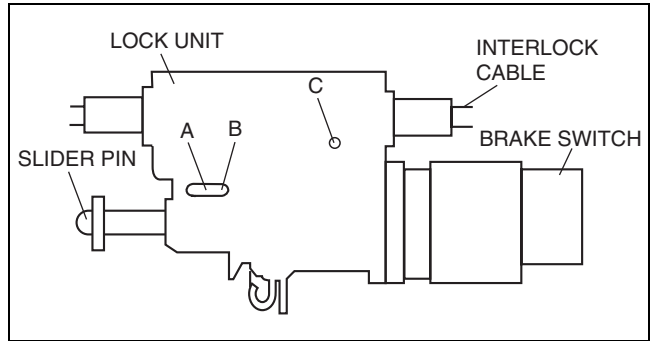 LOCK UNIT
INTERLOCK
CABLE
C
A
B
BRAKE SWITCH
SLIDER PIN